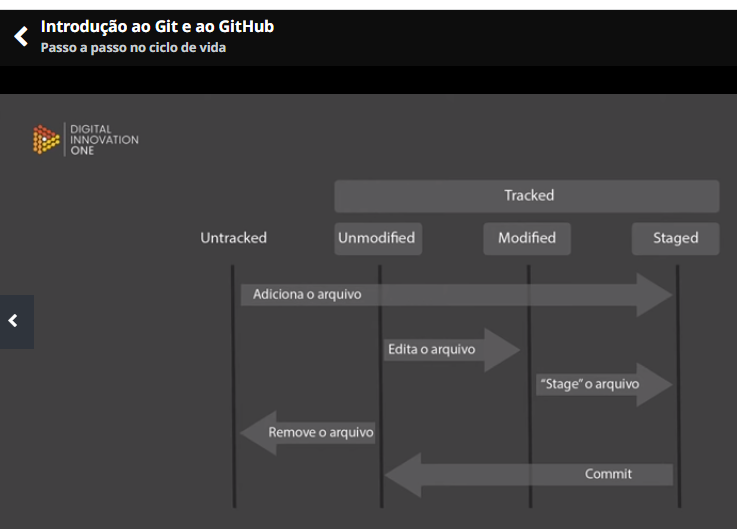 Introdução ao Git e ao GitHub
Passo a passo no ciclo de vida
DIGITAL
INNOVATION
ONE
Tracked
Untracked
Unmodified
Modified
Staged
Adiciona o arquivo
Edita o arquivo
“Stage” o arquivo
Remove o arquivo
Commit